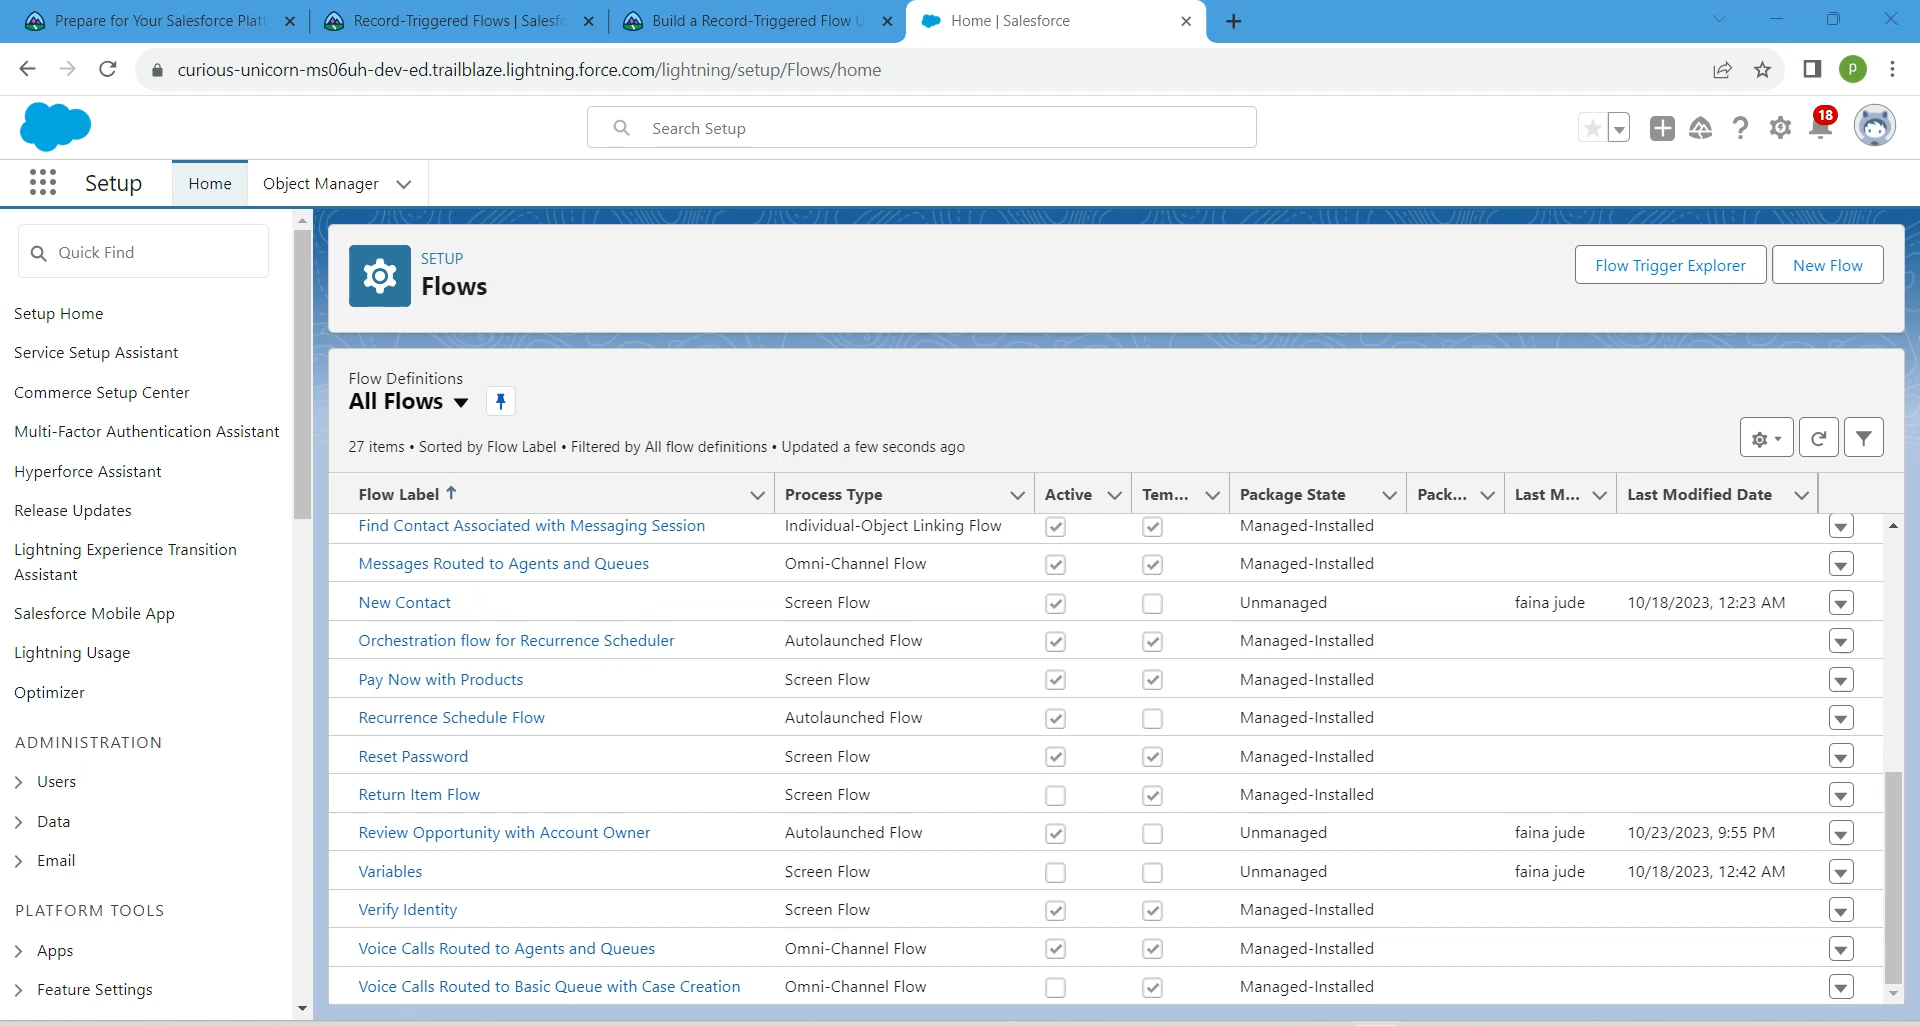 Prepare for Your Salesforce Platf
Record-Triggered Flows | Salesfo
Build a Record-Triggered Flow U
Home | Salesforce
curious-unicorn-ms06uh-dev-ed.trailblaze.lightning.force.com/lightning/setup/Flows/home
p
Search Setup
18
Setup
Home
Object Manager
Quick Find
Setup Home
Service Setup Assistant
Commerce Setup Center
Multi-Factor Authentication Assistant
Hyperforce Assistant
Release Updates
Lightning Experience Transition
Assistant
Salesforce Mobile App
Lightning Usage
Optimizer
ADMINISTRATION
Users
Data
Email
PLATFORM TOOLS
Apps
Feature Settings
SETUP
Flows
Flow Trigger Explorer
New Flow
Flow Definitions
All Flows
27 items • Sorted by Flow Label • Filtered by All flow definitions • Updated a few seconds ago
Flow Label Process Type Active Tem... Package State Pack... Last M... Last Modified Date
Find Contact Associated with Messaging Session Individual-Object Linking Flow Managed-Installed
Messages Routed to Agents and Queues Omni-Channel Flow Managed-Installed
New Contact Screen Flow Unmanaged faina jude 10/18/2023, 12:23 AM
Orchestration flow for Recurrence Scheduler Autolaunched Flow Managed-Installed
Pay Now with Products Screen Flow Managed-Installed
Recurrence Schedule Flow Autolaunched Flow Managed-Installed
Reset Password Screen Flow Managed-Installed
Return Item Flow Screen Flow Managed-Installed
Review Opportunity with Account Owner Autolaunched Flow Unmanaged faina jude 10/23/2023, 9:55 PM
Variables Screen Flow Unmanaged faina jude 10/18/2023, 12:42 AM
Verify Identity Screen Flow Managed-Installed
Voice Calls Routed to Agents and Queues Omni-Channel Flow Managed-Installed
Voice Calls Routed to Basic Queue with Case Creation Omni-Channel Flow Managed-Installed